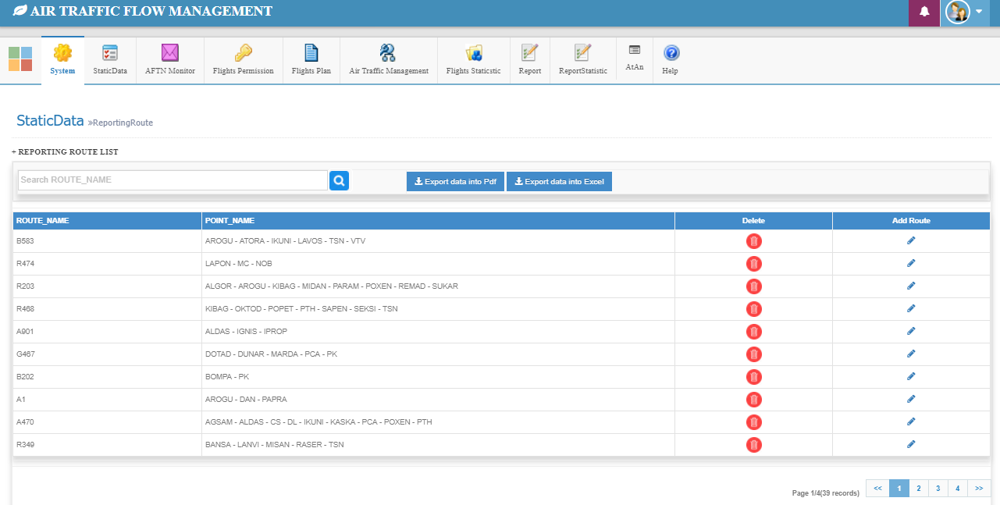 AIR TRAFFIC FLOW MANAGEMENT
System StaticData AFTN Monitor Flights Permission Flights Plan Air Traffic Management Flights Staticstic Report ReportStatistic AtAn Help
StaticData »ReportingRoute
+ REPORTING ROUTE LIST
Search ROUTE_NAME Export data into Pdf Export data into Excel
ROUTE_NAME POINT_NAME Delete Add Route
B583 AROGU - ATORA - IKUNI - LAVOS - TSN - VTV
R474 LAPON - MC - NOB
R203 ALGOR - AROGU - KIBAG - MIDAN - PARAM - POXEN - REMAD - SUKAR
R468 KIBAG - OKTOD - POPET - PTH - SAPEN - SEKSI - TSN
A901 ALDAS - IGNIS - IPROP
G467 DOTAD - DUNAR - MARDA - PCA - PK
B202 BOMPA - PK
A1 AROGU - DAN - PAPRA
A470 AGSAM - ALDAS - CS - DL - IKUNI - KASKA - PCA - POXEN - PTH
R349 BANSA - LANVI - MISAN - RASER - TSN
Page 1/4(39 records) << 1 2 3 4 >>